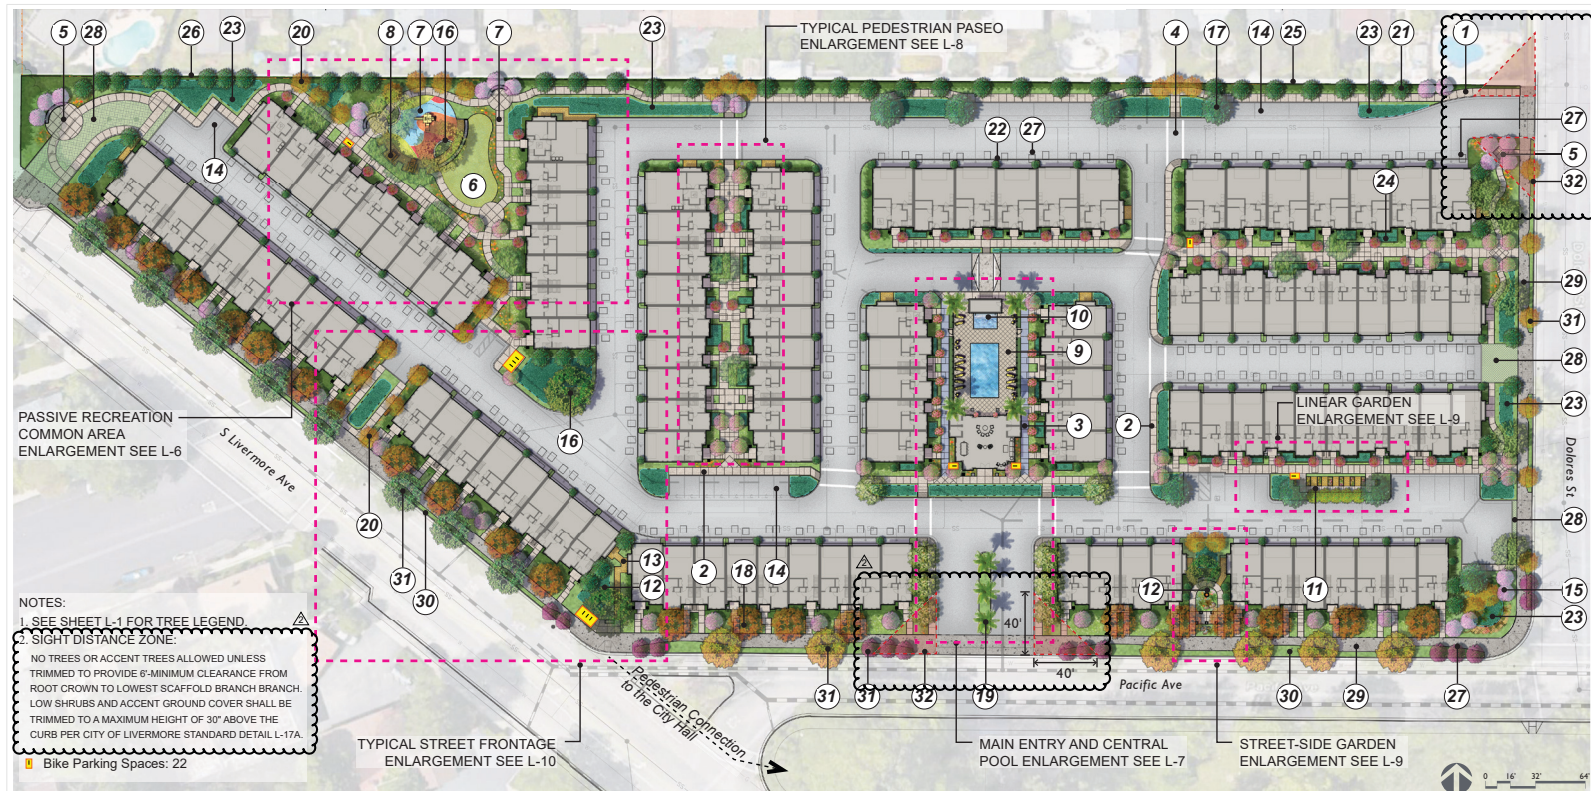 5 28 26 23 20 8 7 16 7 23
TYPICAL PEDESTRIAN PASEO
ENLARGEMENT SEE L-8
4 17 14 25 23 21 1
14
6
22 27
27
5
32
24
29
31
10
9
28
3
2
LINEAR GARDEN
ENLARGEMENT SEE L-9
23
PASSIVE RECREATION
COMMON AREA
ENLARGEMENT SEE L-6
S Livermore Ave
16
Dolores St
2 14
20
31
30
11
28
13
12
2
18
14
2
12
15
23
40'
40'
31
31
32
19
Pacific Ave
30
29
27
NOTES:
1. SEE SHEET L-1 FOR TREE LEGEND.
2
2. SIGHT DISTANCE ZONE:
NO TREES OR ACCENT TREES ALLOWED UNLESS
TRIMMED TO PROVIDE 6'-MINIMUM CLEARANCE FROM
ROOT CROWN TO LOWEST SCAFFOLD BRANCH BRANCH.
LOW SHRUBS AND ACCENT GROUND COVER SHALL BE
TRIMMED TO A MAXIMUM HEIGHT OF 30" ABOVE THE
CURB PER CITY OF LIVERMORE STANDARD DETAIL L-17A.
Bike Parking Spaces: 22
Pedestrian Connection
to the City Hall
TYPICAL STREET FRONTAGE
ENLARGEMENT SEE L-10
MAIN ENTRY AND CENTRAL
POOL ENLARGEMENT SEE L-7
STREET-SIDE GARDEN
ENLARGEMENT SEE L-9
0 16' 32' 64'